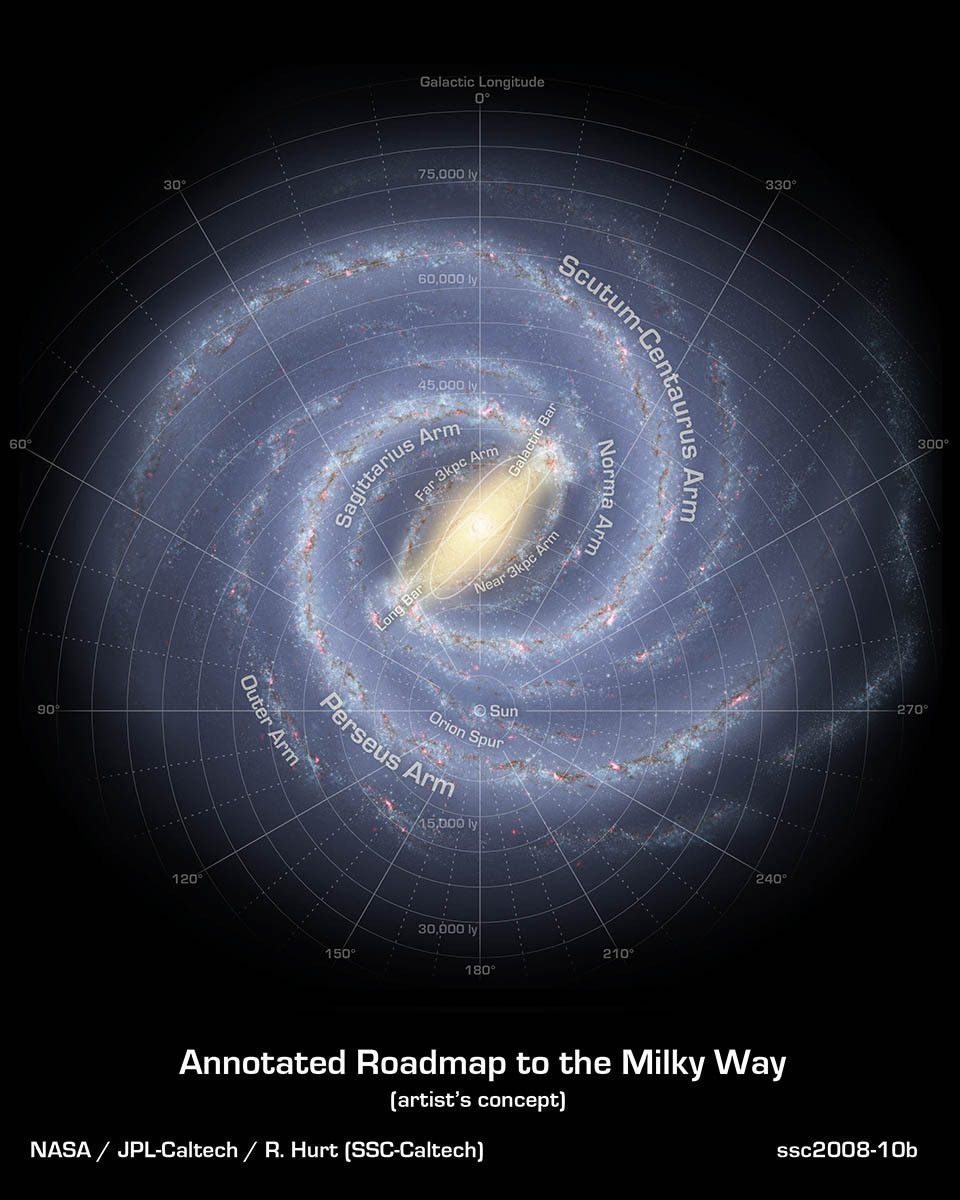 Galactic Longitude
0°
30°
330°
75,000 ly
60,000 ly
Scutum-Centaurus Arm
45,000 ly
60°
300°
Sagittarius Arm
Far 3kpc Arm
Galactic Bar
Norma Arm
Near 3kpc Arm
Long Bar
90°
Outer Arm
Perseus Arm
Orion Spur
Sun
270°
15,000 ly
120°
240°
30,000 ly
150°
210°
180°
Annotated Roadmap to the Milky Way
(artist's concept)
NASA / JPL-Caltech / R. Hurt (SSC-Caltech)
ssc2008-10b